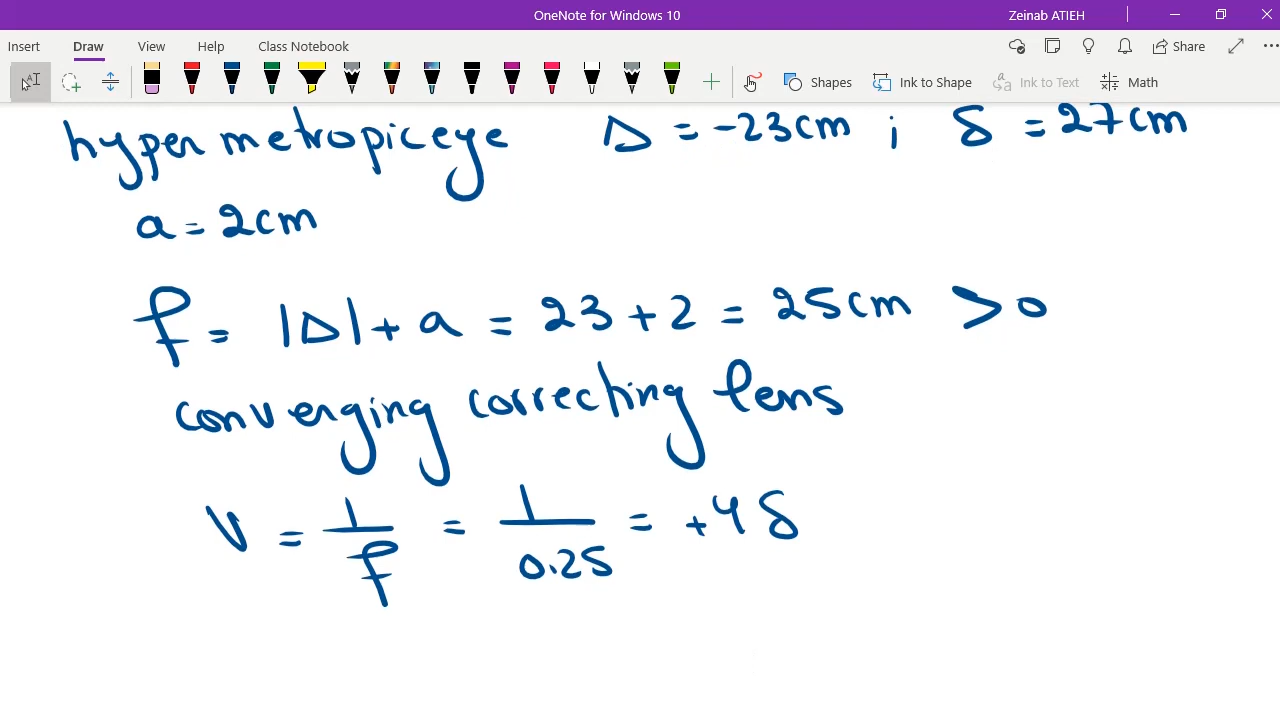 OneNote for Windows 10 Zeinab ATIEH
Insert Draw View Help Class Notebook Share
Shapes Ink to Shape Ink to Text Math
hypermetropic eye Δ = -23cm ; δ = 27cm
a = 2cm
f = |Δ| + a = 23 + 2 = 25cm > 0
converging correcting lens
V = 1/f = 1/0.25 = +4δ